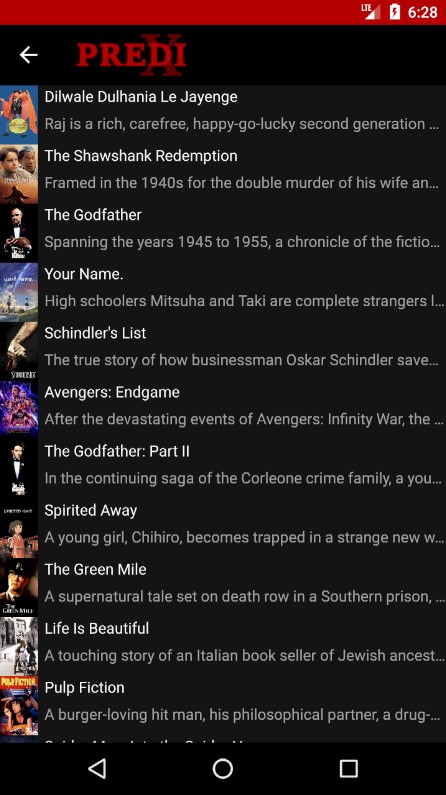 LTE 6:28
PREDI X
Dilwale Dulhania Le Jayenge
Raj is a rich, carefree, happy-go-lucky second generation ...
The Shawshank Redemption
Framed in the 1940s for the double murder of his wife an...
The Godfather
Spanning the years 1945 to 1955, a chronicle of the fictio...
Your Name.
High schoolers Mitsuha and Taki are complete strangers l...
Schindler's List
The true story of how businessman Oskar Schindler save...
Avengers: Endgame
After the devastating events of Avengers: Infinity War, the ...
The Godfather: Part II
In the continuing saga of the Corleone crime family, a you...
Spirited Away
A young girl, Chihiro, becomes trapped in a strange new w...
The Green Mile
A supernatural tale set on death row in a Southern prison, ...
THE
GREEN MILE
Life Is Beautiful
A touching story of an Italian book seller of Jewish ancest...
PULP FICTION
Pulp Fiction
A burger-loving hit man, his philosophical partner, a drug-...